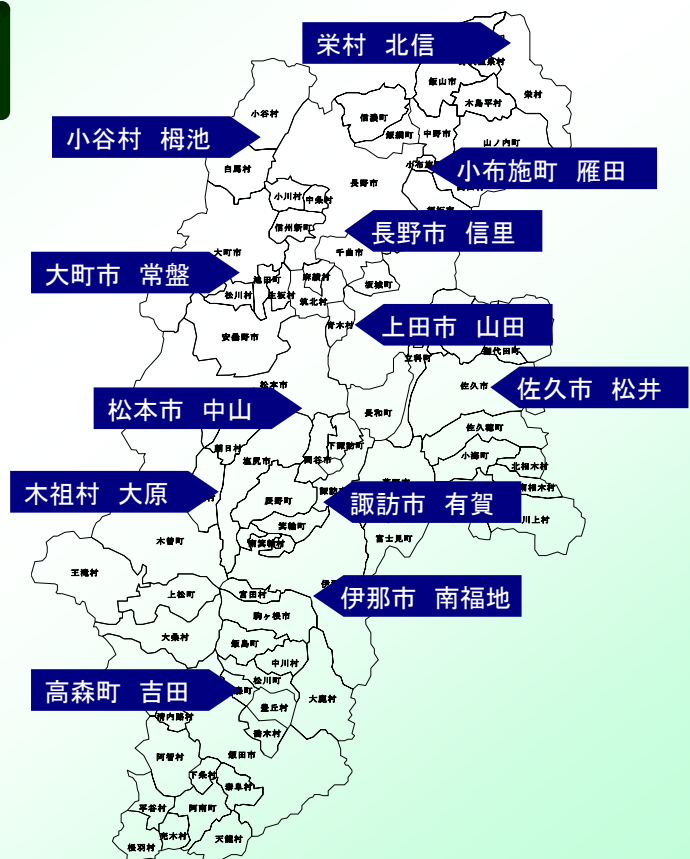 栄村 北信
飯山市
栄村
小谷村
信濃町
木島平村
飯綱町
中野市
小谷村 栂池
山ノ内町
白馬村
小布施町 雁田
長野市
小川村
中条村
信州新町
長野市 信里
大町市
千曲市
大町市 常盤
池田町
麻績村
坂城町
松川村
生坂村
筑北村
青木村
上田市 山田
安曇野市
立科町
御代田町
松本市
佐久市
佐久市 松井
松本市 中山
長和町
佐久穂町
朝日村
塩尻市
下諏訪町
岡谷市
小海町
北相木村
南相木村
木祖村 大原
辰野町
諏訪市 有賀
川上村
箕輪町
南箕輪村
富士見町
木曽町
王滝村
上松町
宮田村
伊那市 南福地
駒ヶ根市
大桑村
飯島町
中川村
松川町
高森町 吉田
大鹿村
豊丘村
清内路村
喬木村
阿智村
飯田市
下条村
泰阜村
平谷村
阿南町
売木村
天龍村
根羽村